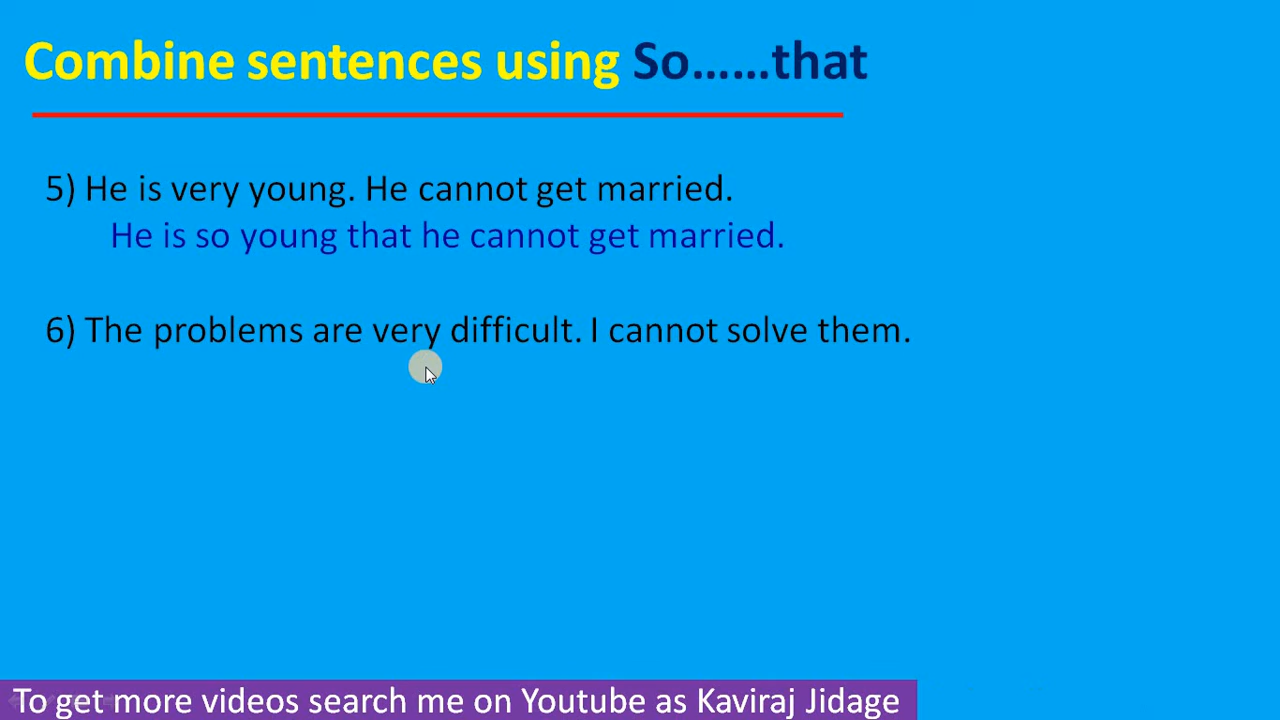 Combine sentences using So......that
5) He is very young. He cannot get married.
He is so young that he cannot get married.
6) The problems are very difficult. I cannot solve them.
To get more videos search me on Youtube as Kaviraj Jidage